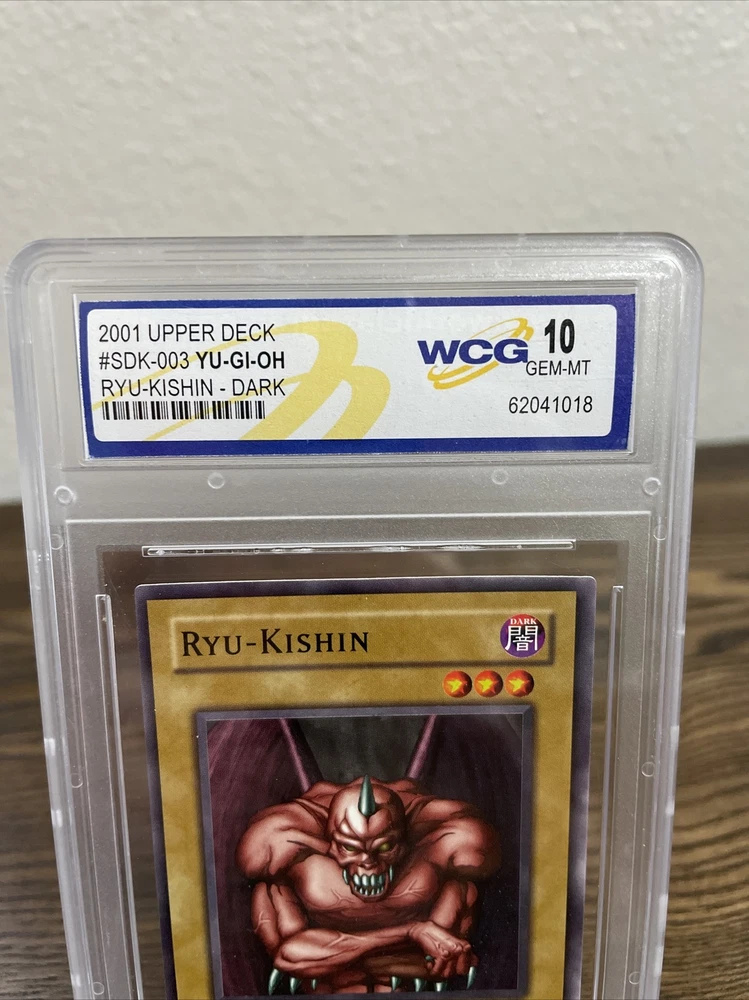 2001 UPPER DECK
#SDK-003 YU-GI-OH
RYU-KISHIN - DARK
WCG 10
GEM-MT
62041018
RYU-KISHIN
DARK
闇